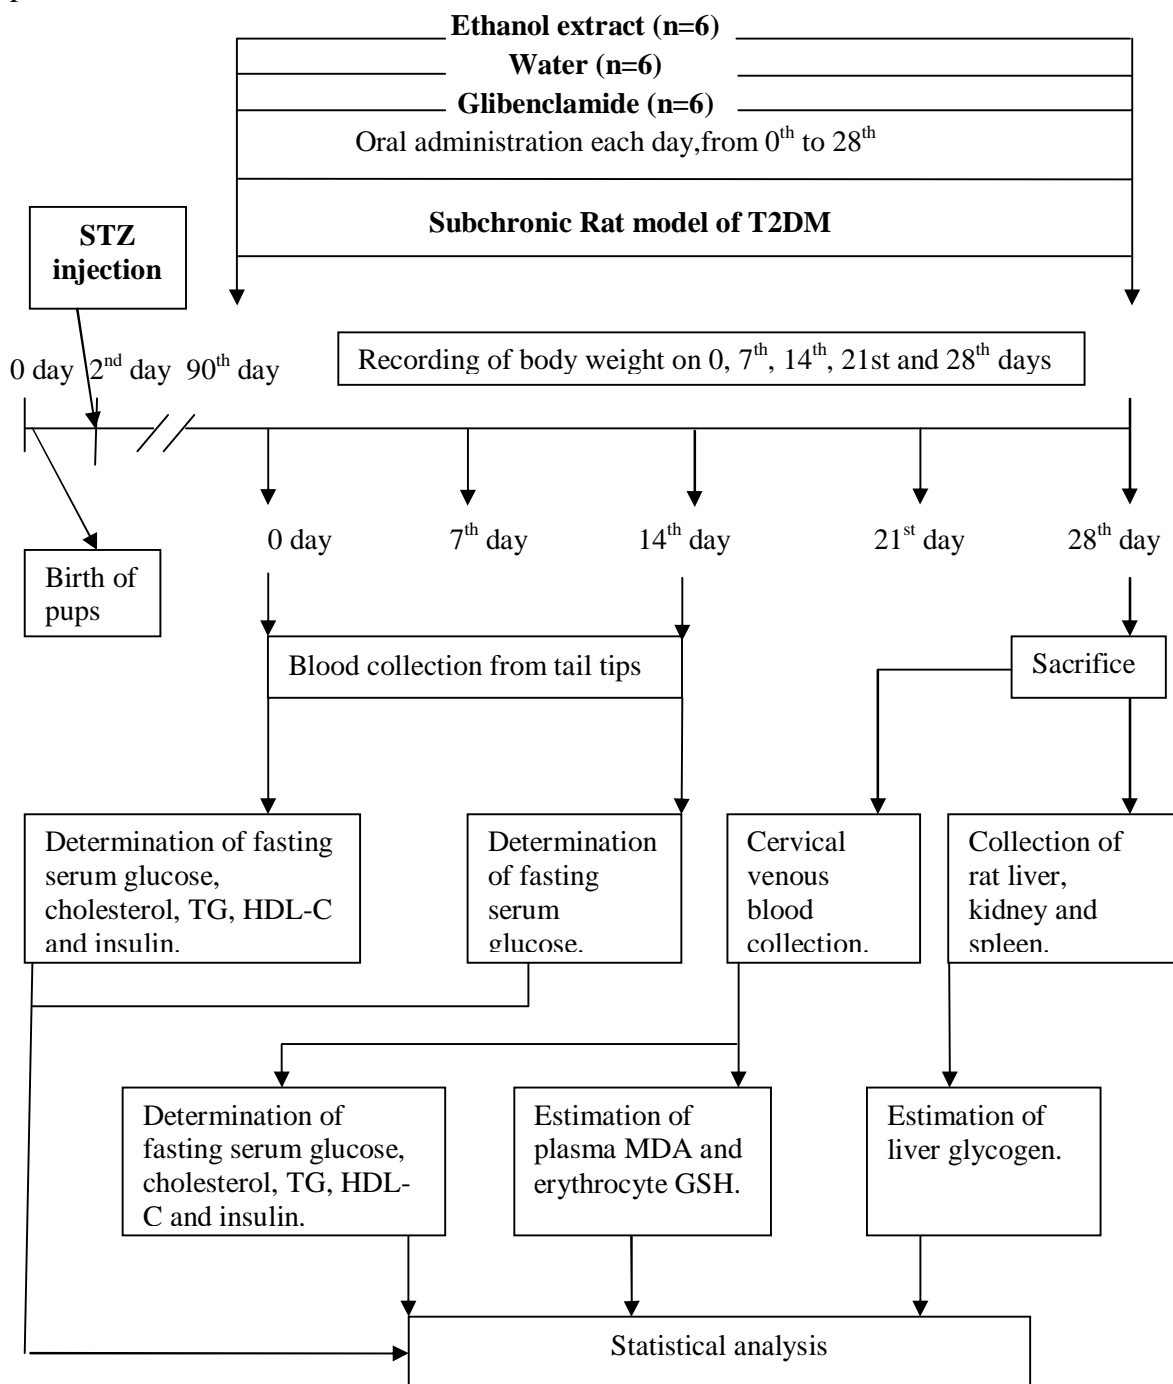 Ethanol extract (n=6)
Water (n=6)
Glibenclamide (n=6)
Oral administration each day,from 0th to 28th
Subchronic Rat model of T2DM
STZ
injection
Recording of body weight on 0, 7th, 14th, 21st and 28th days
0 day 2nd day 90th day
0 day 7th day 14th day 21st day 28th day
Birth of
pups
Blood collection from tail tips
Sacrifice
Determination of fasting
serum glucose,
cholesterol, TG, HDL-C
and insulin.
Determination
of fasting
serum
glucose.
Cervical
venous
blood
collection.
Collection of
rat liver,
kidney and
spleen.
Determination of
fasting serum glucose,
cholesterol, TG, HDL-
C and insulin.
Estimation of
plasma MDA and
erythrocyte GSH.
Estimation of
liver glycogen.
Statistical analysis